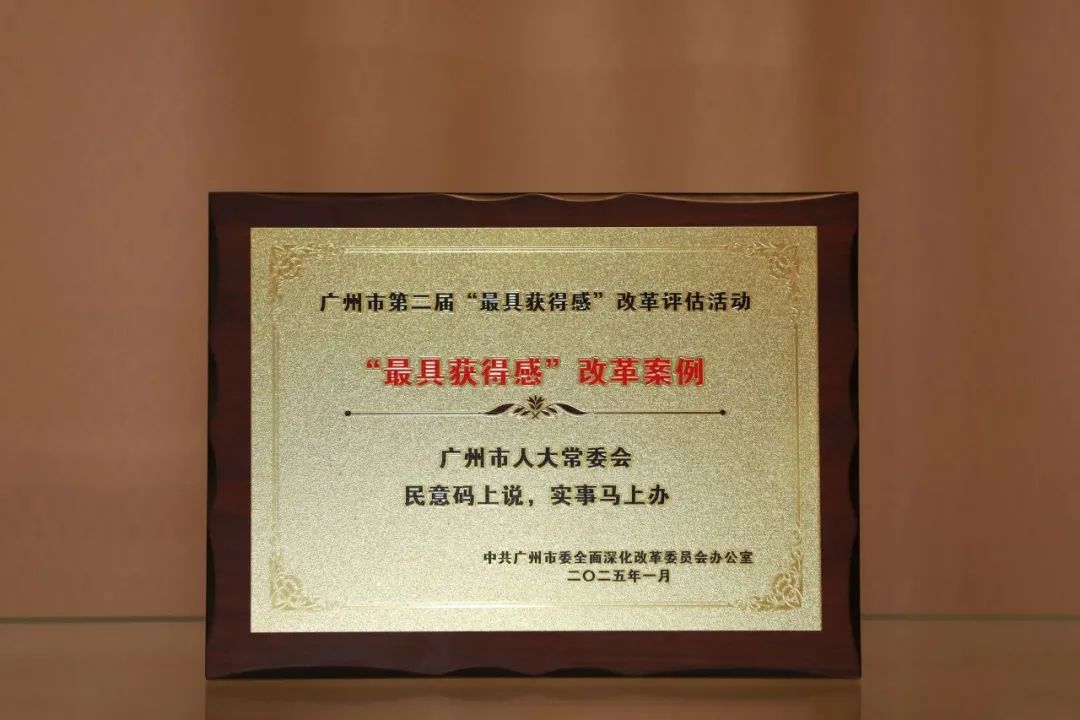 广州市第二届“最具获得感”改革评估活动
“最具获得感”改革案例
广州市人大常委会
民意码上说，实事马上办
中共广州市委全面深化改革委员会办公室
二〇二五年一月